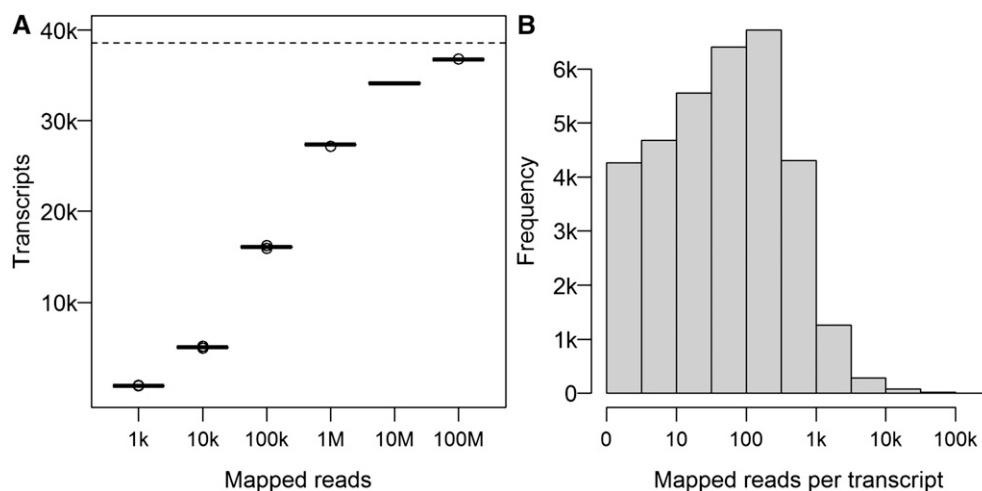 A
40k
30k
20k
10k
Transcripts
1k 10k 100k 1M 10M 100M
Mapped reads
B
6k
5k
4k
3k
2k
1k
0
Frequency
0 10 100 1k 10k 100k
Mapped reads per transcript